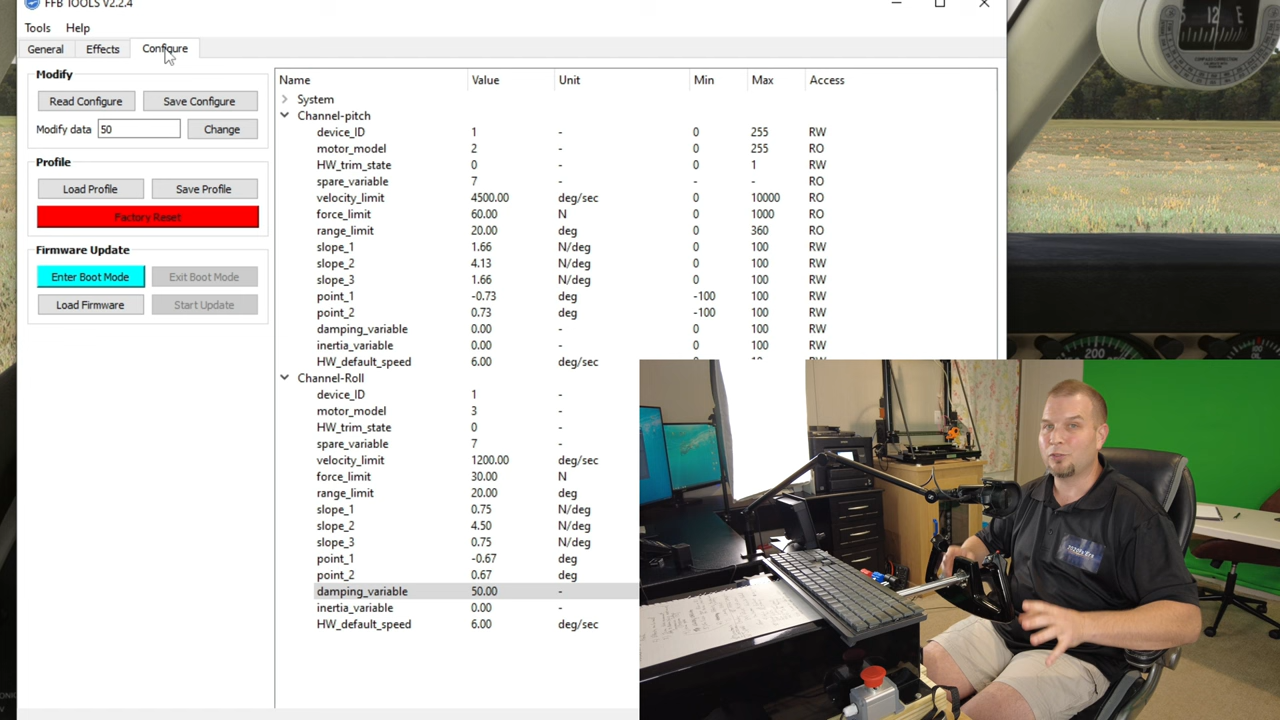 FFB TOOLS V2.2.4
Tools Help
General Effects Configure
Modify
Read Configure Save Configure
Modify data 50 Change
Profile
Load Profile Save Profile
Factory Reset
Firmware Update
Enter Boot Mode Exit Boot Mode
Load Firmware Start Update
Name Value Unit Min Max Access
System
Channel-pitch
device_ID 1 - 0 255 RW
motor_model 2 - 0 255 RO
HW_trim_state 0 - 0 1 RW
spare_variable 7 - - - RO
velocity_limit 4500.00 deg/sec 0 10000 RO
force_limit 60.00 N 0 1000 RO
range_limit 20.00 deg 0 360 RO
slope_1 1.66 N/deg 0 100 RW
slope_2 4.13 N/deg 0 100 RW
slope_3 1.66 N/deg 0 100 RW
point_1 -0.73 deg -100 100 RW
point_2 0.73 deg -100 100 RW
damping_variable 0.00 - 0 100 RW
inertia_variable 0.00 - 0 100 RW
HW_default_speed 6.00 deg/sec
Channel-Roll
device_ID 1 -
motor_model 3 -
HW_trim_state 0 -
spare_variable 7 -
velocity_limit 1200.00 deg/sec
force_limit 30.00 N
range_limit 20.00 deg
slope_1 0.75 N/deg
slope_2 4.50 N/deg
slope_3 0.75 N/deg
point_1 -0.67 deg
point_2 0.67 deg
damping_variable 50.00 -
inertia_variable 0.00 -
HW_default_speed 6.00 deg/sec
12 E
200